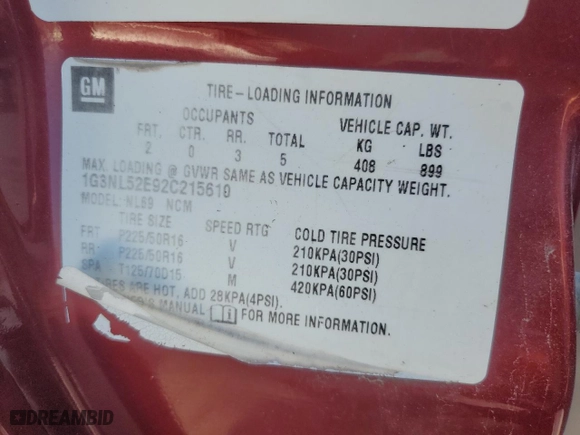 GM
TIRE-LOADING INFORMATION
OCCUPANTS VEHICLE CAP. WT.
FRT. CTR. RR. TOTAL KG LBS
2 0 3 5 408 899
MAX. LOADING @ GVWR SAME AS VEHICLE CAPACITY WEIGHT.
1G3NL52E92C215619
MODEL: NL69 NCM
TIRE SIZE SPEED RTG COLD TIRE PRESSURE
FRT P225/50R16 V 210KPA(30PSI)
RR P225/50R16 V 210KPA(30PSI)
SPA T125/70D15 M 420KPA(60PSI)
TIRES ARE HOT, ADD 28KPA(4PSI).
MANUAL FOR MORE INFORMATION.
DREAMBID